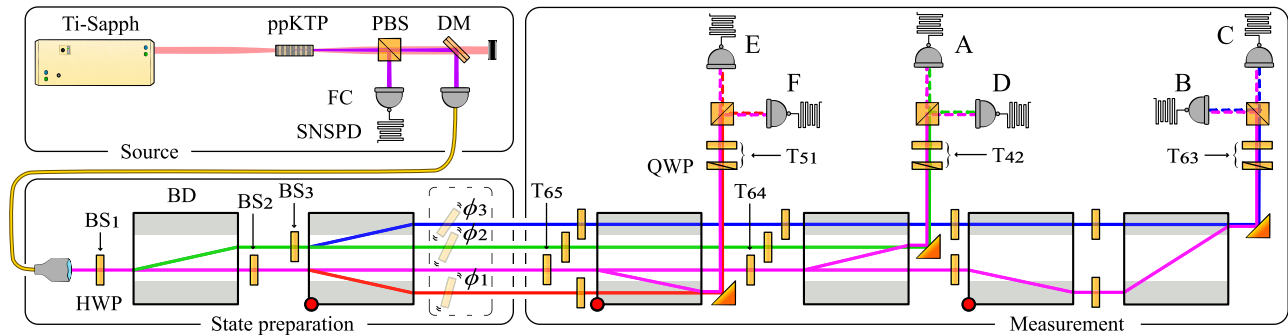 Ti-Sapph
ppKTP
PBS
DM
FC
SNSPD
Source
BS1
BD
BS2
BS3
ϕ3
ϕ2
ϕ1
HWP
State preparation
E
F
QWP
T51
A
D
T42
C
B
T63
T65
T64
Measurement